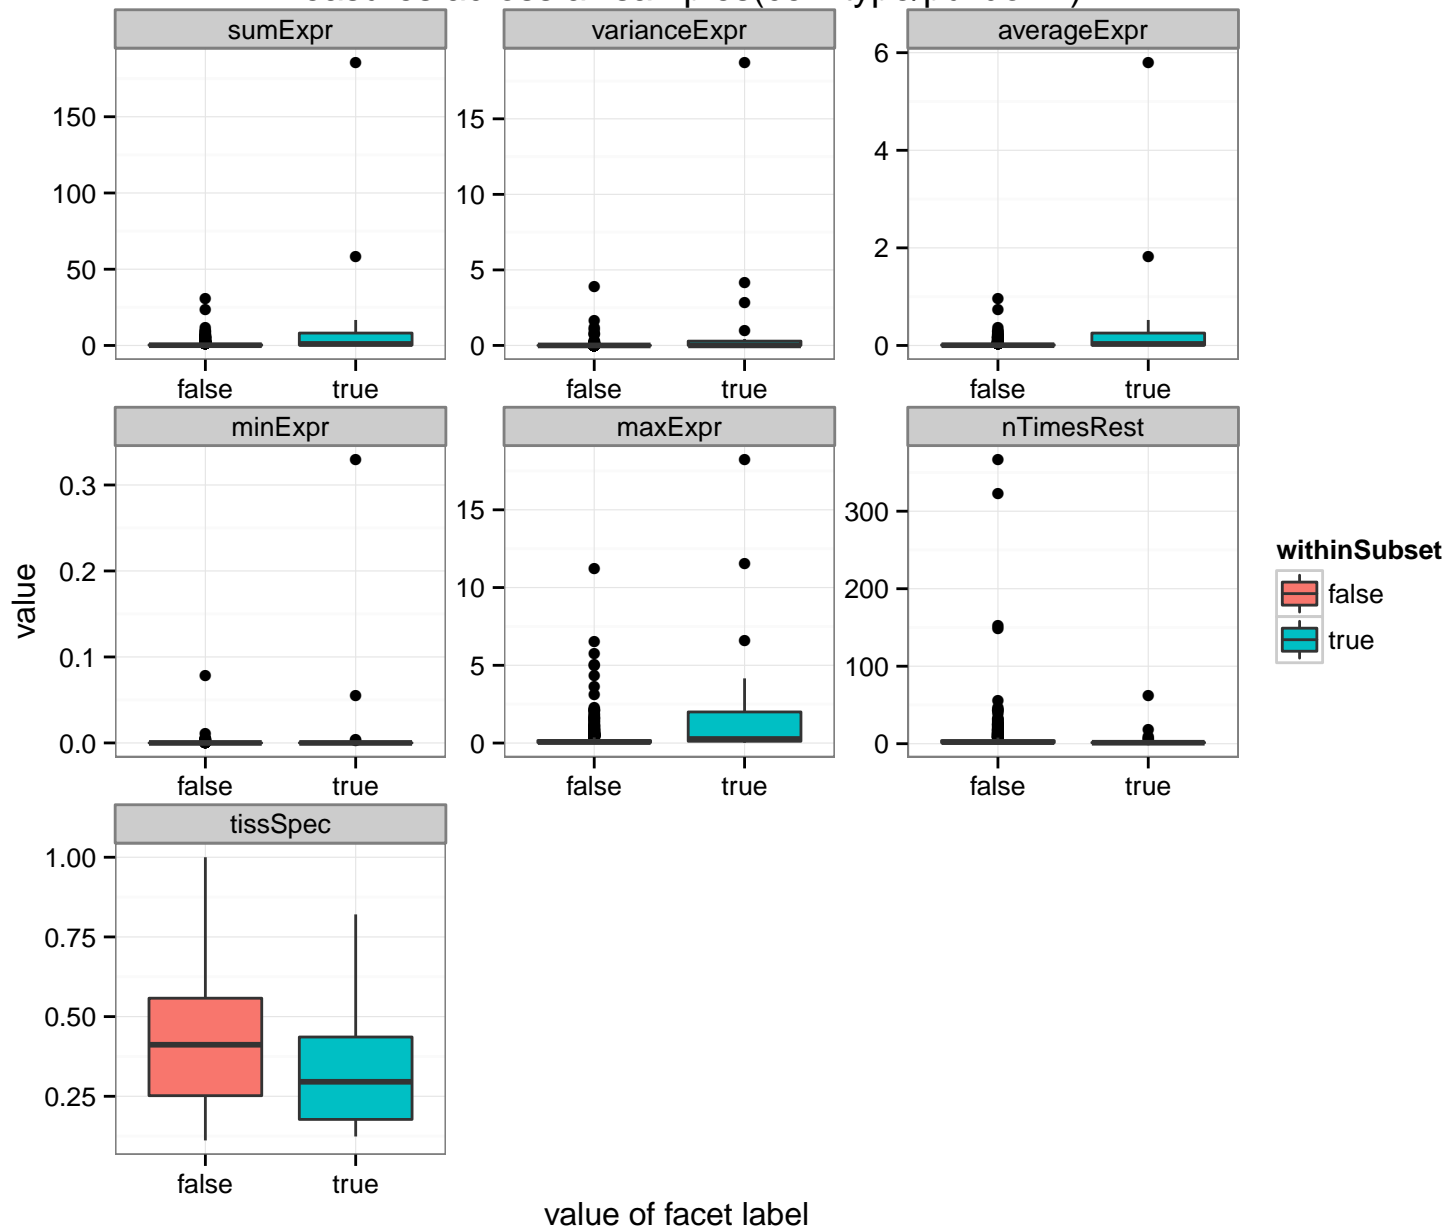 sumExpr varianceExpr averageExpr
150
100
50
0
15
10
5
0
6
4
2
0
false true false true false true
minExpr maxExpr nTimesRest
0.3
0.2
0.1
0.0
15
10
5
0
300
200
100
0
false true false true false true
tissSpec
1.00
0.75
0.50
0.25
false true
value
value of facet label
withinSubset
false
true